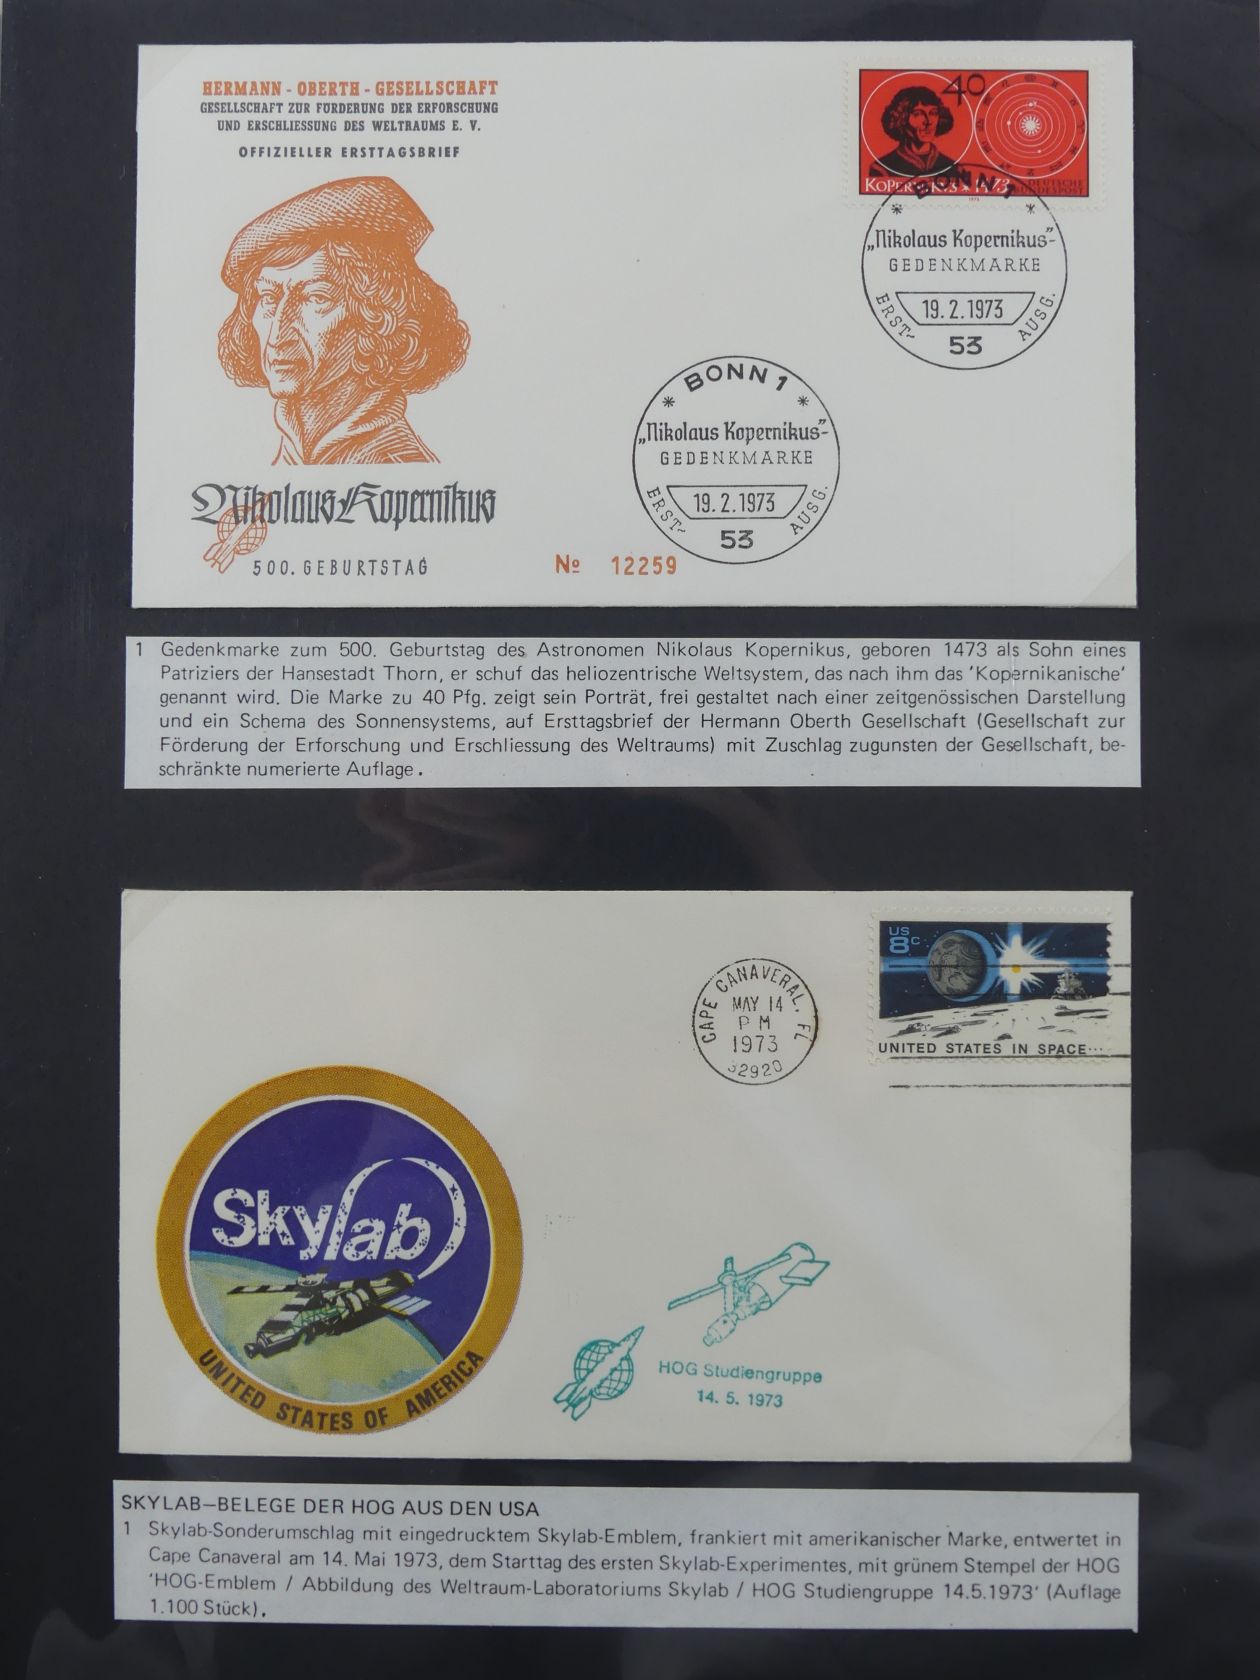 HERMANN - OBERTH - GESELLSCHAFT
GESELLSCHAFT ZUR FÖRDERUNG DER ERFORSCHUNG
UND ERSCHLIESSUNG DES WELTRAUMS E. V.
OFFIZIELLER ERSTTAGSBRIEF
40
KOPERNIKUS * 1473
DEUTSCHE
BUNDESPOST
1973
BONN 1
„Nikolaus Kopernikus"-
GEDENKMARKE
19.2.1973
ERST- AUSG.
53
BONN 1
„Nikolaus Kopernikus"-
GEDENKMARKE
19.2.1973
ERST- AUSG.
53
Nikolaus Kopernikus
500. GEBURTSTAG
№ 12259
1 Gedenkmarke zum 500. Geburtstag des Astronomen Nikolaus Kopernikus, geboren 1473 als Sohn eines
Patriziers der Hansestadt Thorn, er schuf das heliozentrische Weltsystem, das nach ihm das 'Kopernikanische'
genannt wird. Die Marke zu 40 Pfg. zeigt sein Porträt, frei gestaltet nach einer zeitgenössischen Darstellung
und ein Schema des Sonnensystems, auf Ersttagsbrief der Hermann Oberth Gesellschaft (Gesellschaft zur
Förderung der Erforschung und Erschliessung des Weltraums) mit Zuschlag zugunsten der Gesellschaft, be-
schränkte numerierte Auflage.
US
8c
UNITED STATES IN SPACE...
CAPE CANAVERAL, FL
MAY 14
PM
1973
32920
Skylab
UNITED STATES OF AMERICA
HOG Studiengruppe
14. 5. 1973
SKYLAB—BELEGE DER HOG AUS DEN USA
1 Skylab-Sonderumschlag mit eingedrucktem Skylab-Emblem, frankiert mit amerikanischer Marke, entwertet in
Cape Canaveral am 14. Mai 1973, dem Starttag des ersten Skylab-Experimentes, mit grünem Stempel der HOG
'HOG-Emblem / Abbildung des Weltraum-Laboratoriums Skylab / HOG Studiengruppe 14.5.1973' (Auflage
1.100 Stück).